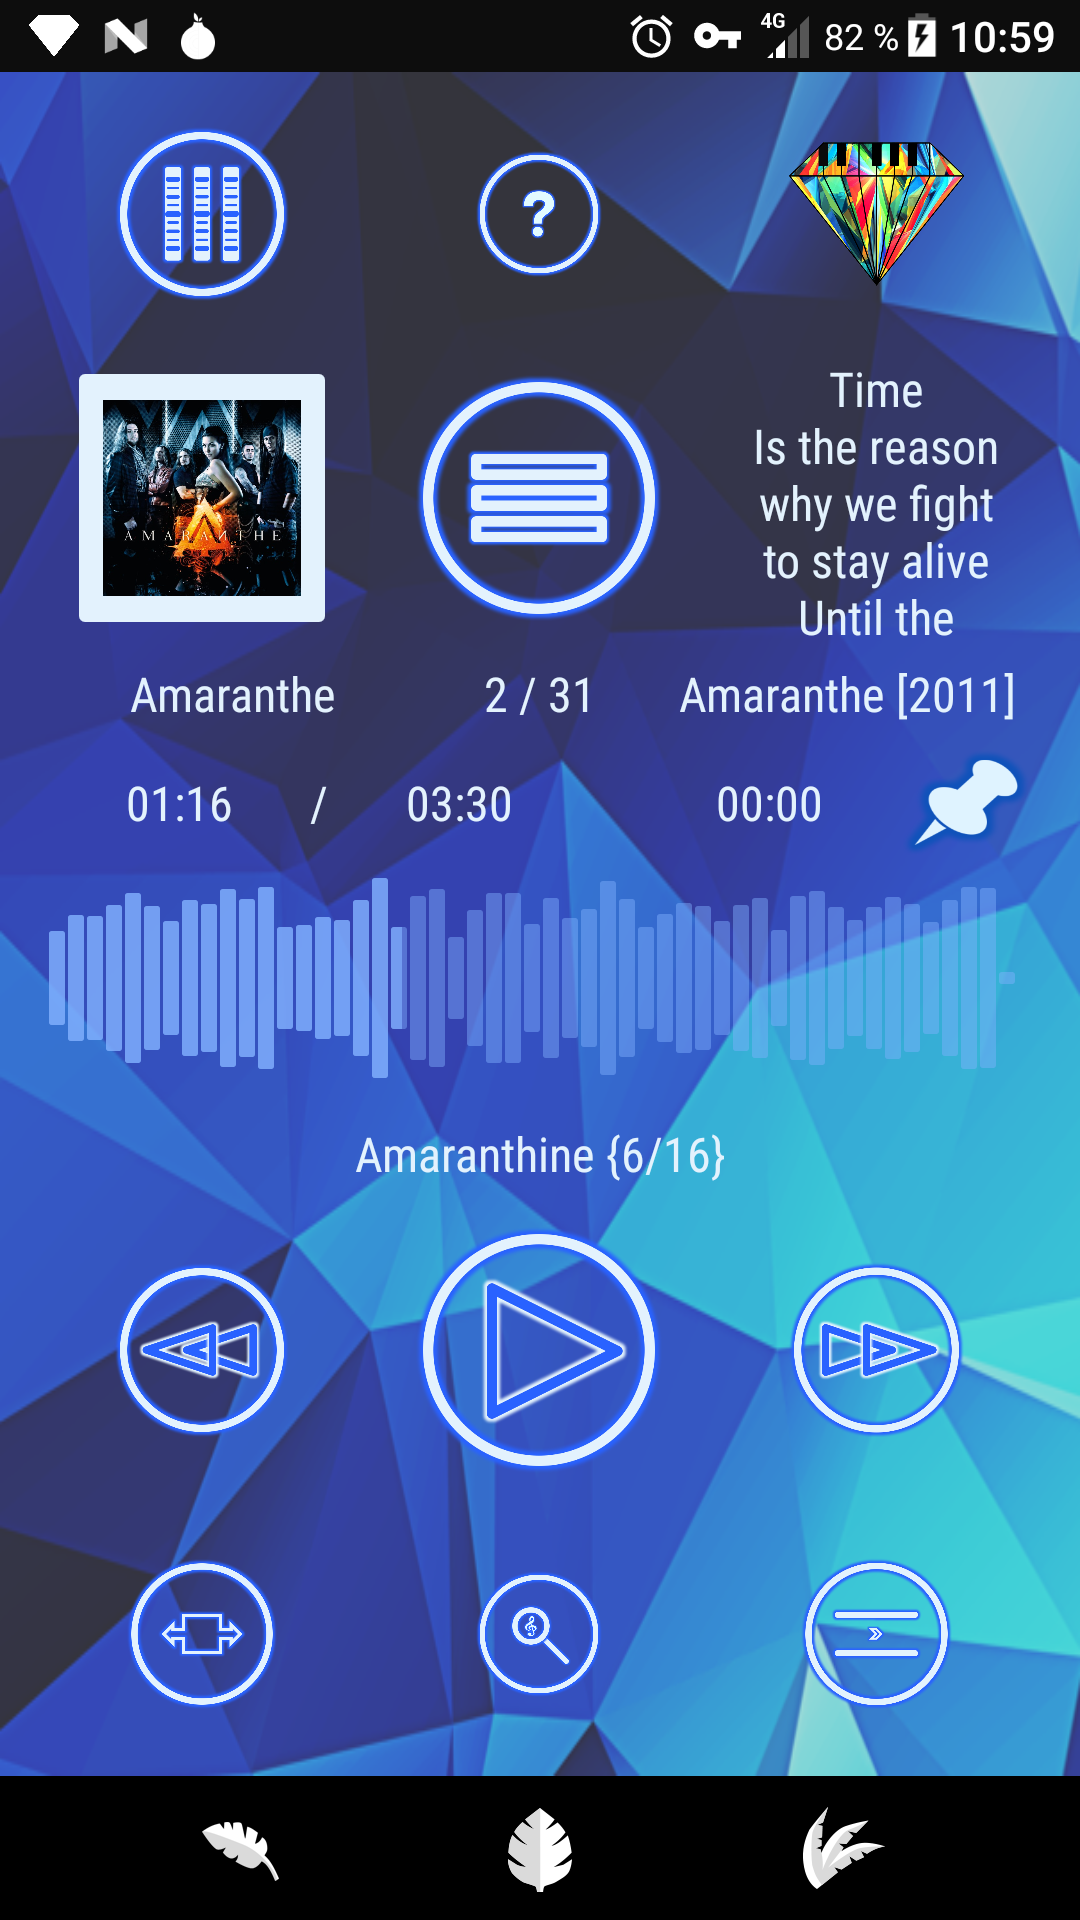 4G 82 % 10:59
?
AMARANTHE
Time
Is the reason
why we fight
to stay alive
Until the
Amaranthe 2 / 31 Amaranthe [2011]
01:16 / 03:30 00:00
Amaranthine {6/16}